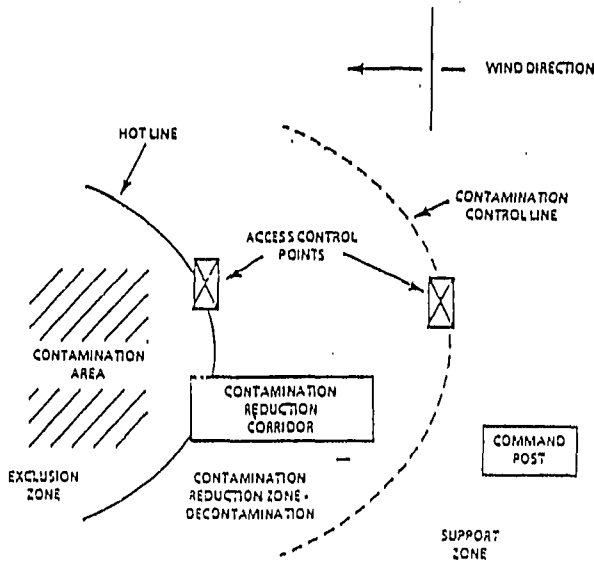 WIND DIRECTION
HOT LINE
CONTAMINATION
CONTROL LINE
ACCESS CONTROL
POINTS
CONTAMINATION
AREA
CONTAMINATION
REDUCTION
CORRIDOR
COMMAND
POST
EXCLUSION
ZONE
CONTAMINATION
REDUCTION ZONE -
DECONTAMINATION
SUPPORT
ZONE